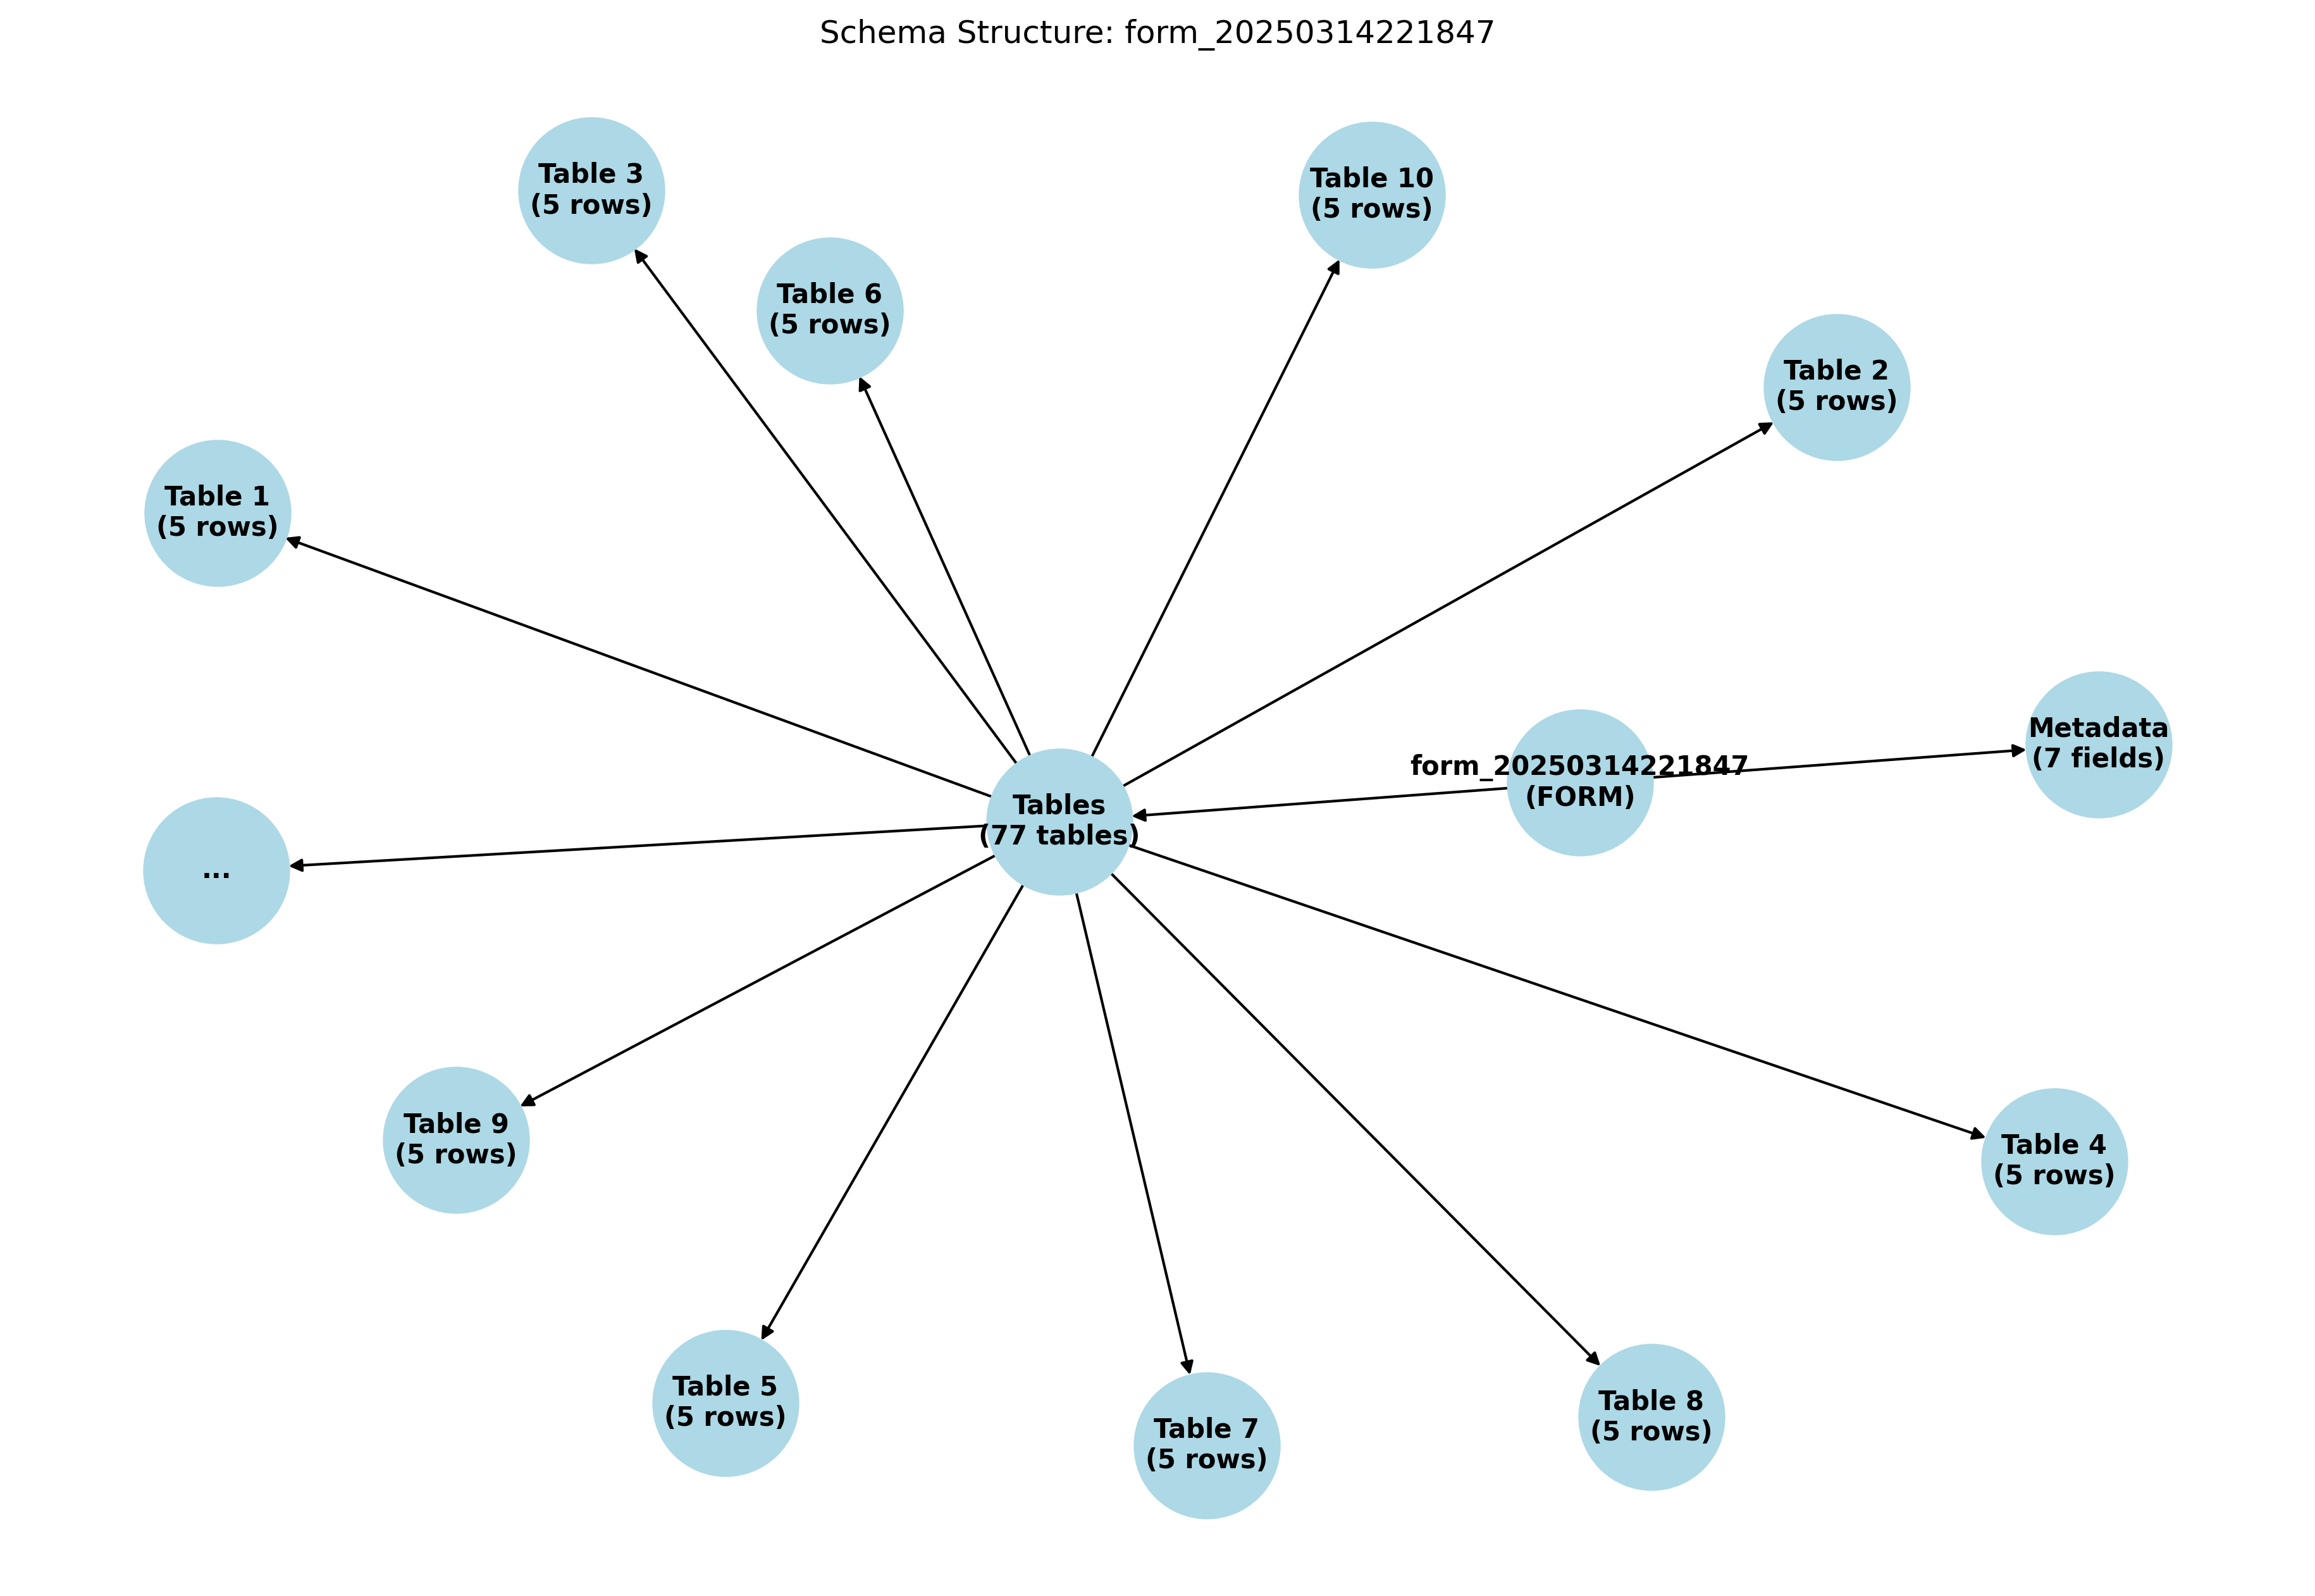 Schema Structure: form_20250314221847
Table 3
(5 rows)
Table 10
(5 rows)
Table 6
(5 rows)
Table 2
(5 rows)
Table 1
(5 rows)
Metadata
(7 fields)
form_20250314221847
(FORM)
Tables
(77 tables)
...
Table 9
(5 rows)
Table 4
(5 rows)
Table 5
(5 rows)
Table 8
(5 rows)
Table 7
(5 rows)